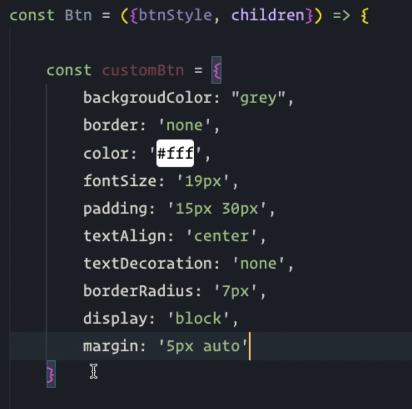 const Btn = ({btnStyle, children}) => {
const customBtn = {
backgroudColor: "grey",
border: 'none',
color: '#fff',
fontSize: '19px',
padding: '15px 30px',
textAlign: 'center',
textDecoration: 'none',
borderRadius: '7px',
display: 'block',
margin: '5px auto'
}